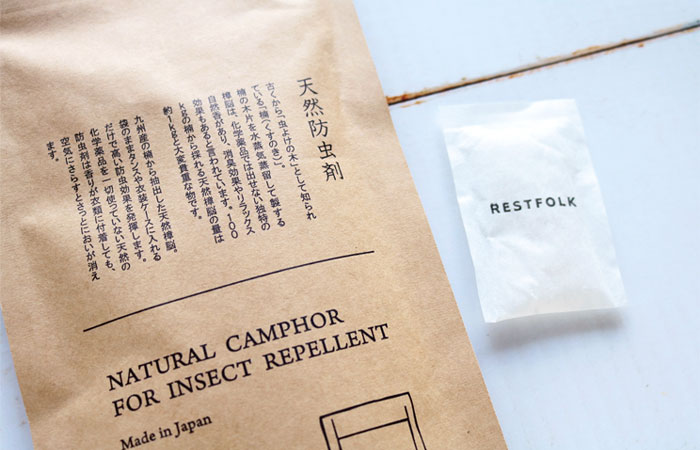 天然防虫剤
古くから「虫よけの木」として知られ
ている「楠(くすのき)」。
楠の木片を水蒸気蒸留して製する
樟脳は、化学薬品では出せない独特の
自然香があり、消臭効果やリラックス
効果もあると言われています。100
kgの楠から採れる天然樟脳の量は
約1kgと大変貴重な物です。
九州産の楠から抽出した天然樟脳。
袋のままタンスや衣装ケースに入れる
だけで高い防虫効果を発揮します。
化学薬品を一切使っていない天然の
防虫剤は香りが衣類に付着しても、
空気にさらすとさっとにおいが消え
ます。
NATURAL CAMPHOR
FOR INSECT REPELLENT
Made in Japan
RESTFOLK